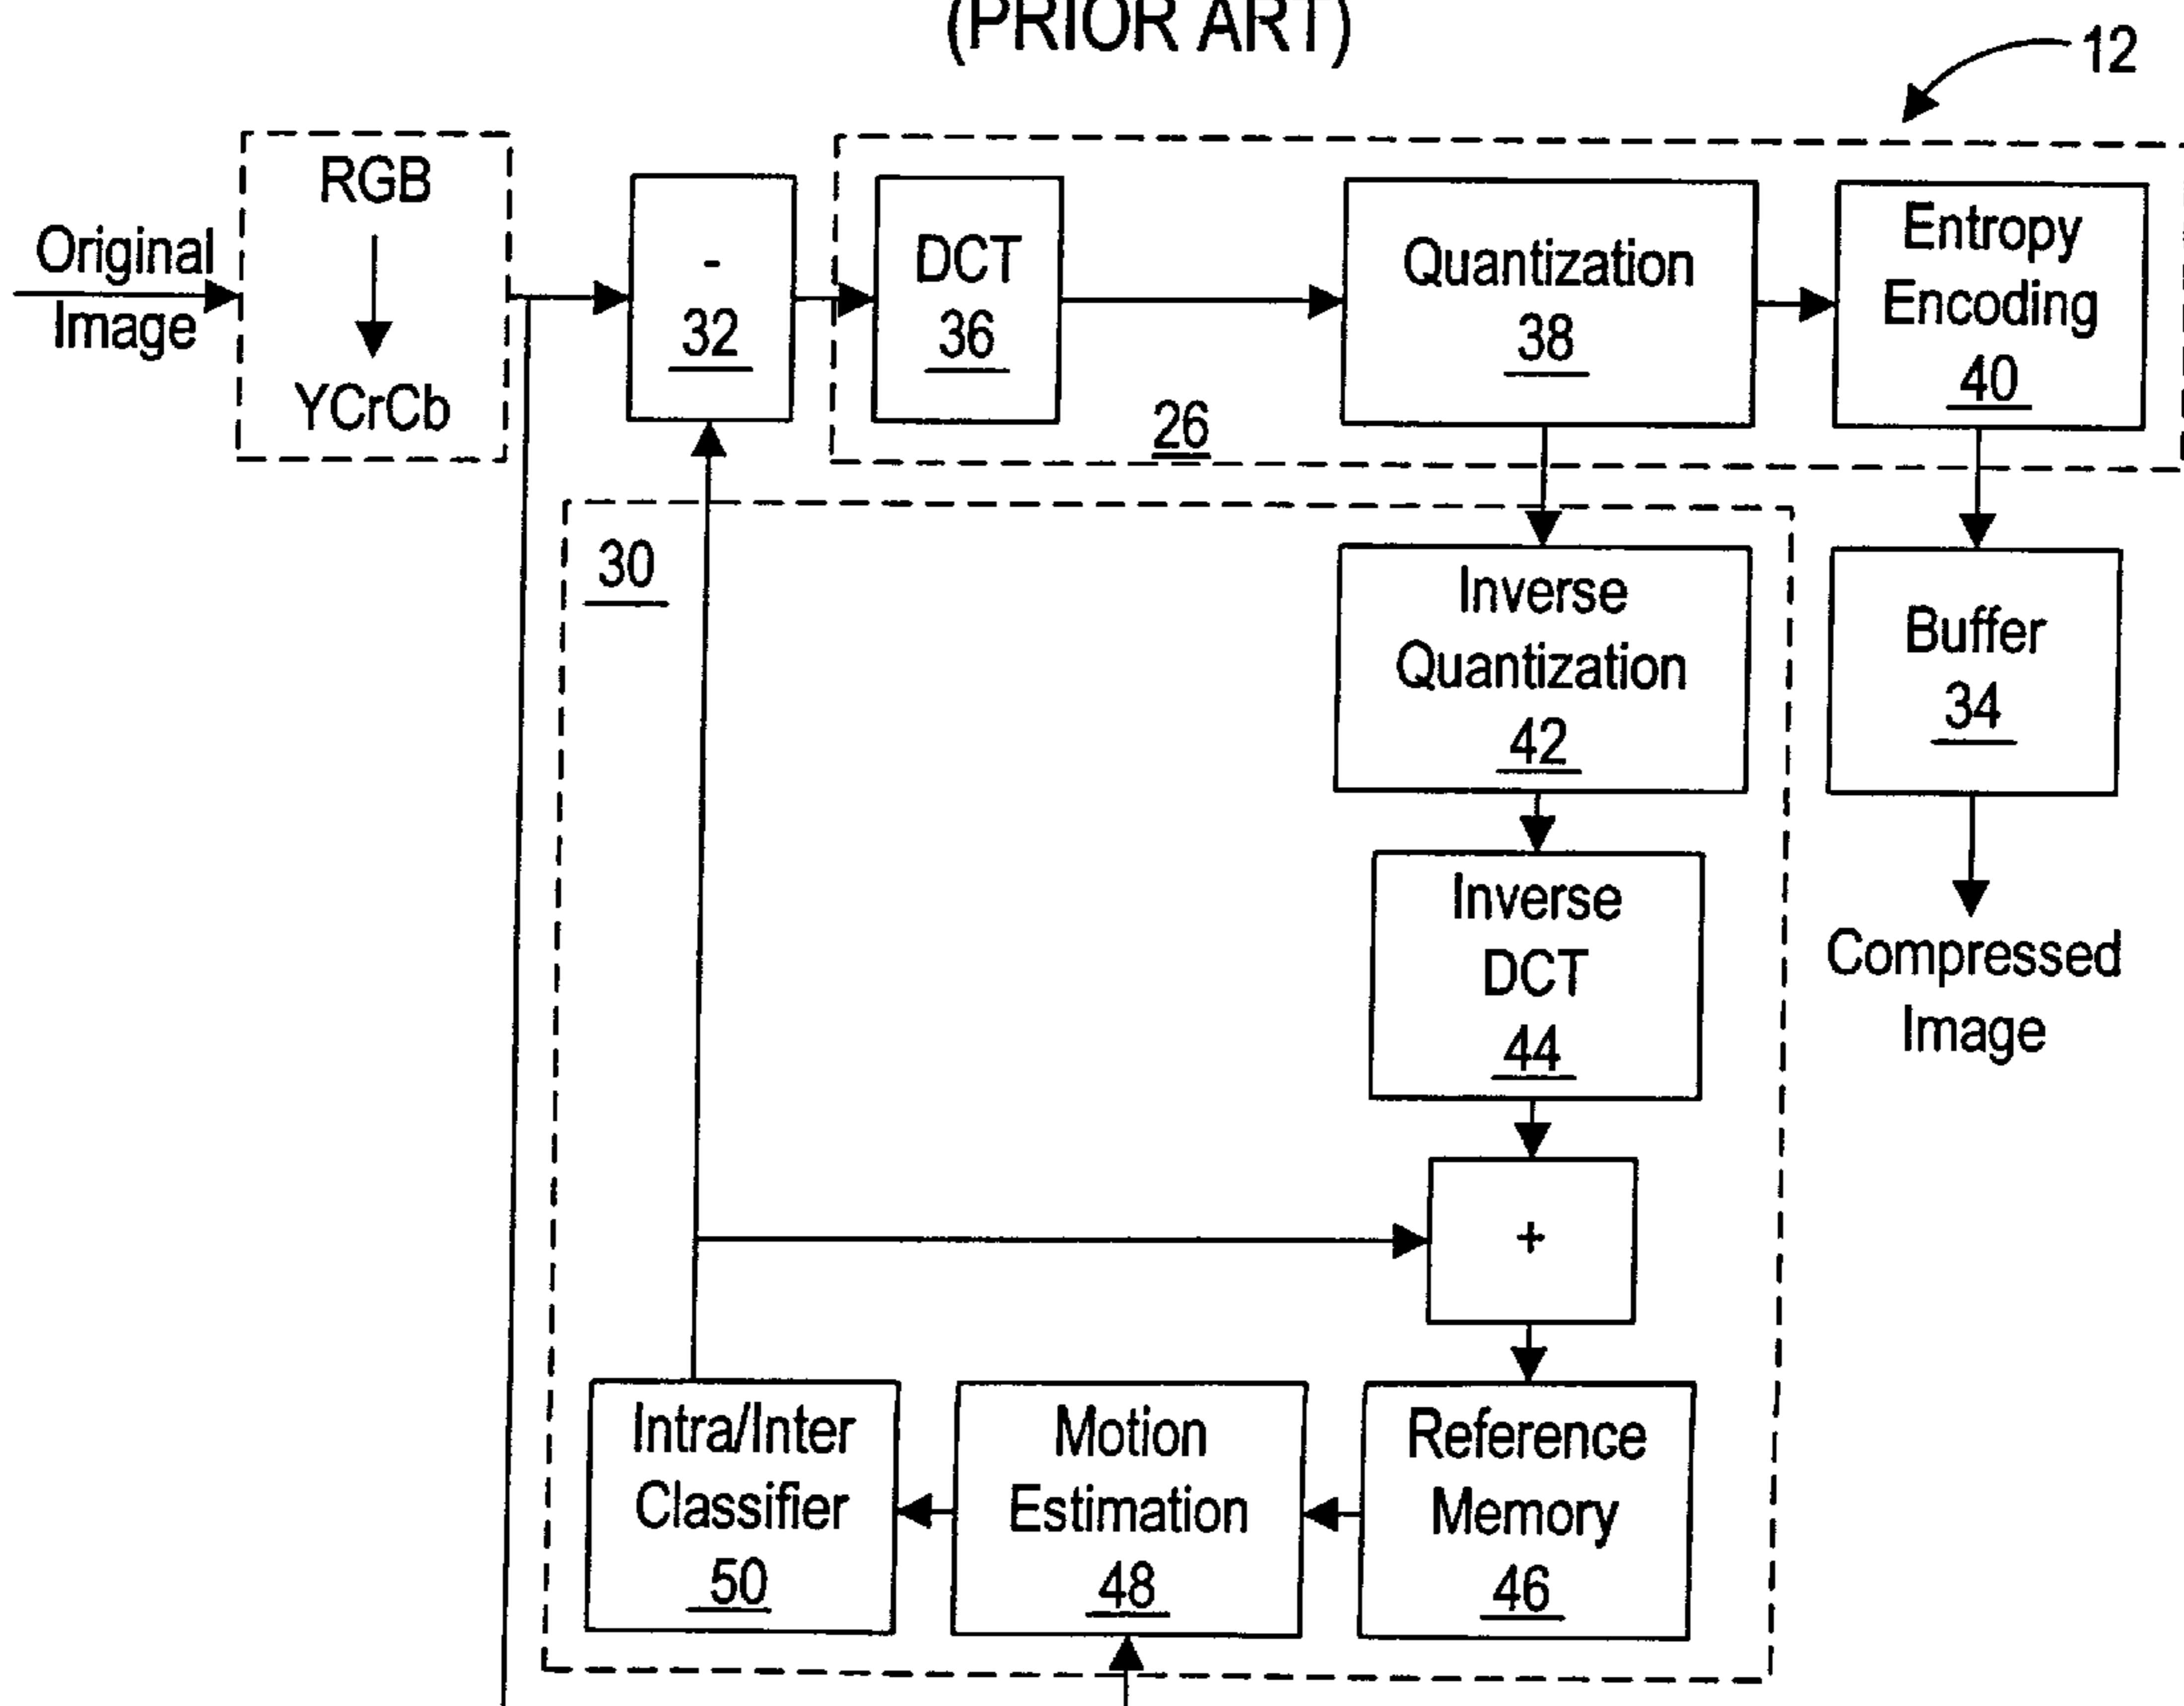 (PRIOR ART)
12
Original
Image
RGB
YCrCb
-
32
DCT
36
26
Quantization
38
Entropy
Encoding
40
30
Inverse
Quantization
42
Buffer
34
Inverse
DCT
44
Compressed
Image
+
Intra/Inter
Classifier
50
Motion
Estimation
48
Reference
Memory
46